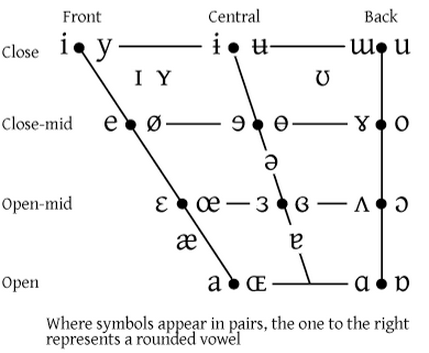 Front Central Back
Close i y ɨ ʉ ɯ u
ɪ ʏ ʊ
Close-mid e ø ɘ ɵ ɤ o
ə
Open-mid ɛ œ ɜ ɞ ʌ ɔ
æ ɐ
Open a ɶ ɑ ɒ
Where symbols appear in pairs, the one to the right
represents a rounded vowel